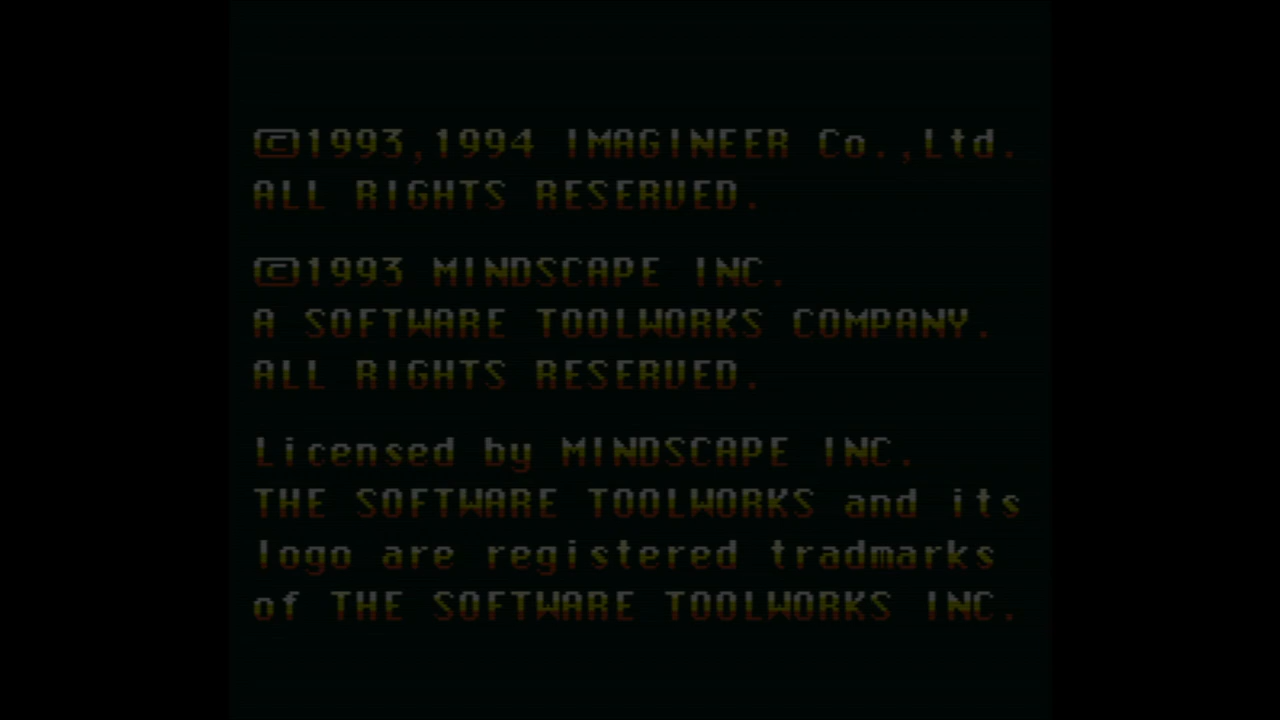 ©1993,1994 IMAGINEER Co.,Ltd.
ALL RIGHTS RESERVED.
©1993 MINDSCAPE INC.
A SOFTWARE TOOLWORKS COMPANY.
ALL RIGHTS RESERVED.
Licensed by MINDSCAPE INC.
THE SOFTWARE TOOLWORKS and its
logo are registered tradmarks
of THE SOFTWARE TOOLWORKS INC.